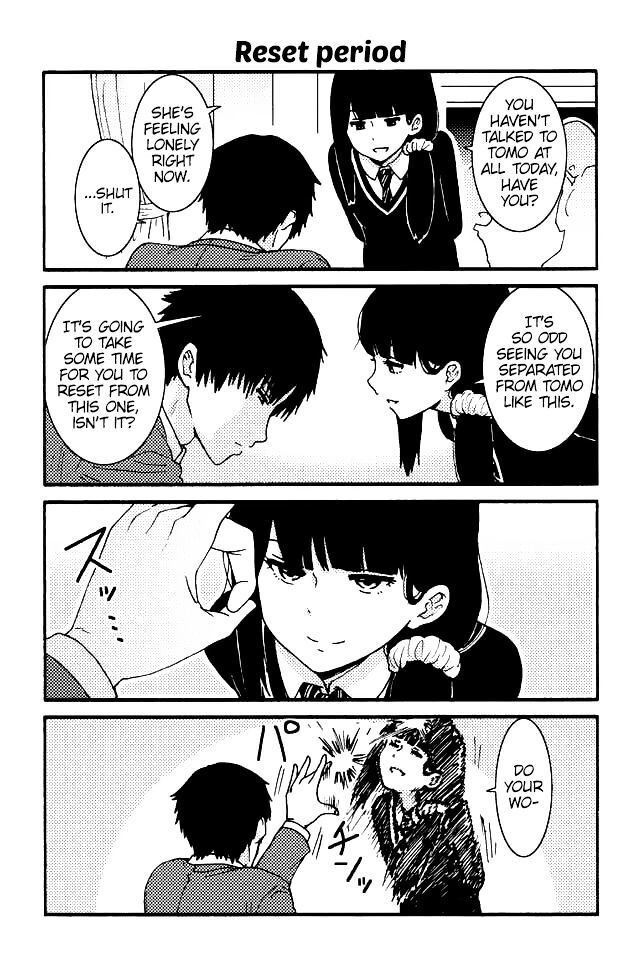 Reset period
YOU
HAVEN'T
TALKED TO
TOMO AT
ALL TODAY,
HAVE
YOU?
SHE'S
FEELING
LONELY
RIGHT
NOW.
...SHUT
IT.
IT'S
SO ODD
SEEING YOU
SEPARATED
FROM TOMO
LIKE THIS.
IT'S GOING
TO TAKE
SOME TIME
FOR YOU TO
RESET FROM
THIS ONE,
ISN'T IT?
スッ…
DO
YOUR
WO-
パチーン